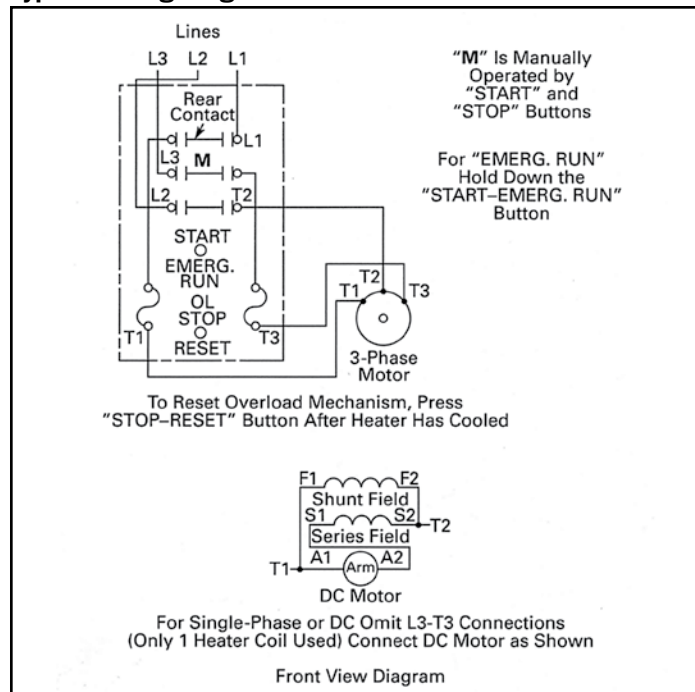 Lines
L3 L2 L1
Rear
Contact
L1
L3 M
L2 T2
START
EMERG.
RUN
OL
STOP
T1 T3
RESET
T2
T1 T3
3-Phase
Motor
"M" Is Manually
Operated by
"START" and
"STOP" Buttons
For "EMERG. RUN"
Hold Down the
"START–EMERG. RUN"
Button
To Reset Overload Mechanism, Press
"STOP–RESET" Button After Heater Has Cooled
F1 F2
Shunt Field
S1 S2 T2
Series Field
T1 A1 A2
Arm
DC Motor
For Single-Phase or DC Omit L3-T3 Connections
(Only 1 Heater Coil Used) Connect DC Motor as Shown
Front View Diagram